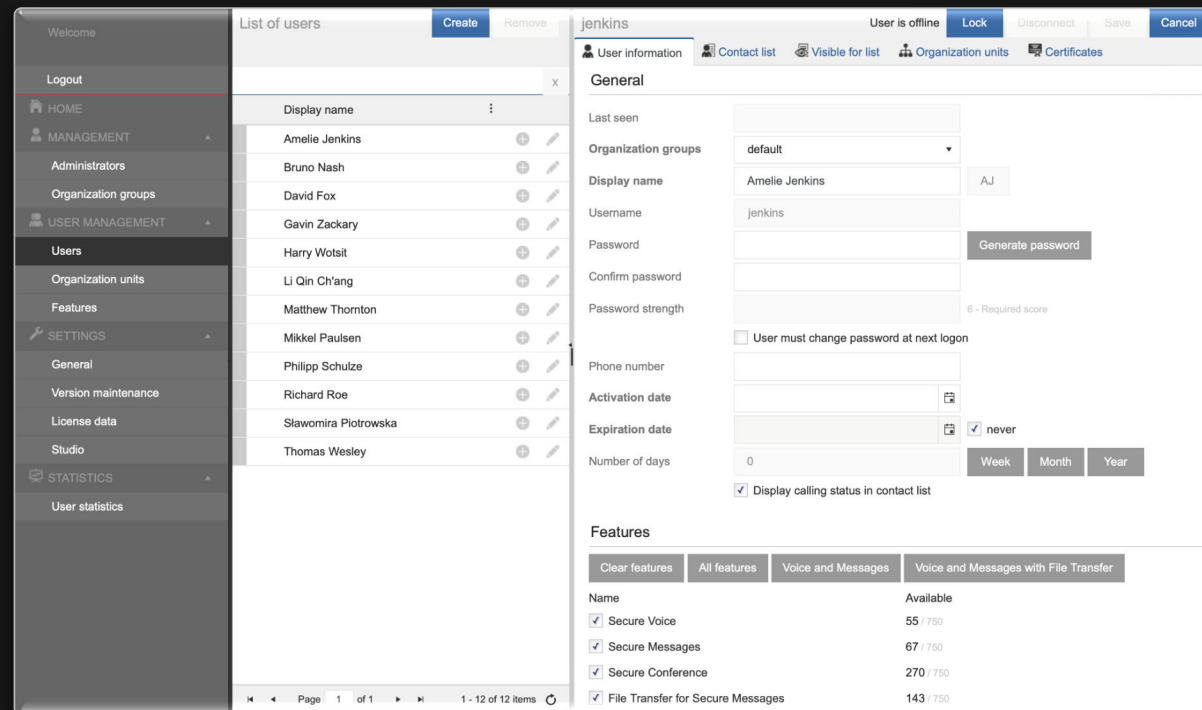 Welcome
Logout
HOME
MANAGEMENT
Administrators
Organization groups
USER MANAGEMENT
Users
Organization units
Features
SETTINGS
General
Version maintenance
License data
Studio
STATISTICS
User statistics
List of users
Create
Remove
X
Display name
Amelie Jenkins
Bruno Nash
David Fox
Gavin Zackary
Harry Wotsit
Li Qin Ch'ang
Matthew Thornton
Mikkel Paulsen
Philipp Schulze
Richard Roe
Sławomira Piotrowska
Thomas Wesley
Page 1 of 1 1 - 12 of 12 items
jenkins User is offline Lock Disconnect Save Cancel
User information Contact list Visible for list Organization units Certificates
General
Last seen
Organization groups default
Display name Amelie Jenkins AJ
Username jenkins
Password Generate password
Confirm password
Password strength 6 - Required score
User must change password at next logon
Phone number
Activation date
Expiration date never
Number of days 0 Week Month Year
Display calling status in contact list
Features
Clear features All features Voice and Messages Voice and Messages with File Transfer
Name Available
Secure Voice 55 / 750
Secure Messages 67 / 750
Secure Conference 270 / 750
File Transfer for Secure Messages 143 / 750